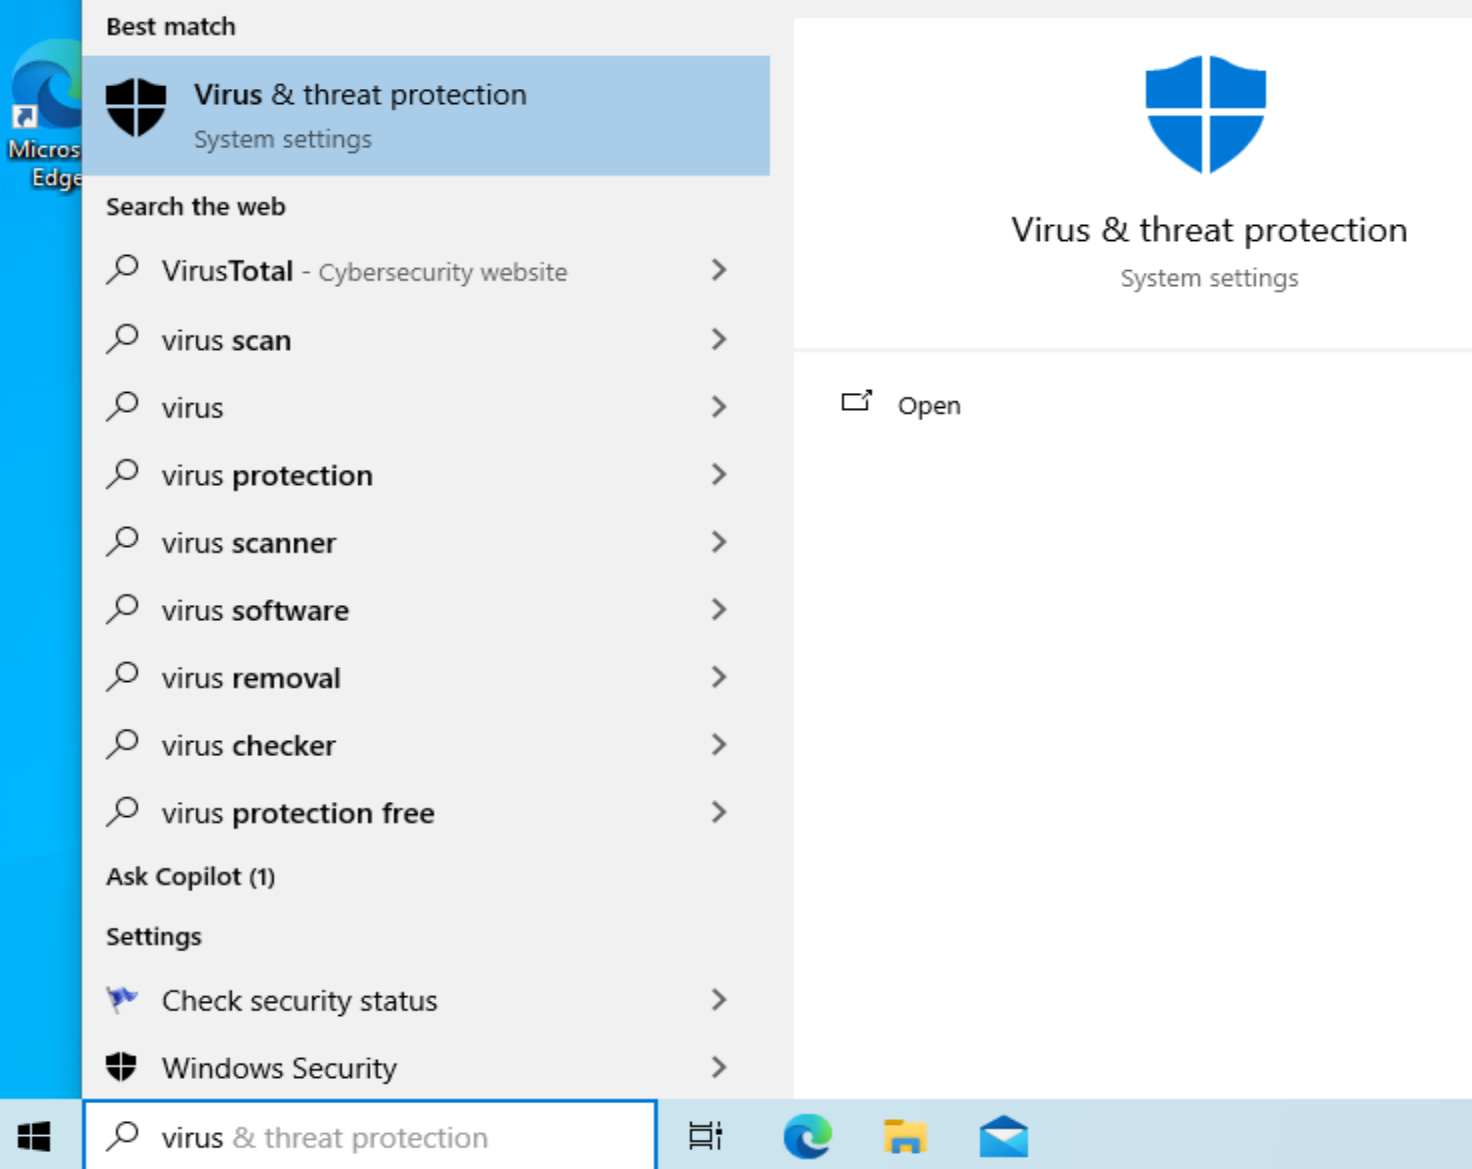 Best match
Virus & threat protection
System settings
Search the web
VirusTotal - Cybersecurity website
virus scan
virus
virus protection
virus scanner
virus software
virus removal
virus checker
virus protection free
Ask Copilot (1)
Settings
Check security status
Windows Security
virus & threat protection
Micros
Edge
Virus & threat protection
System settings
Open